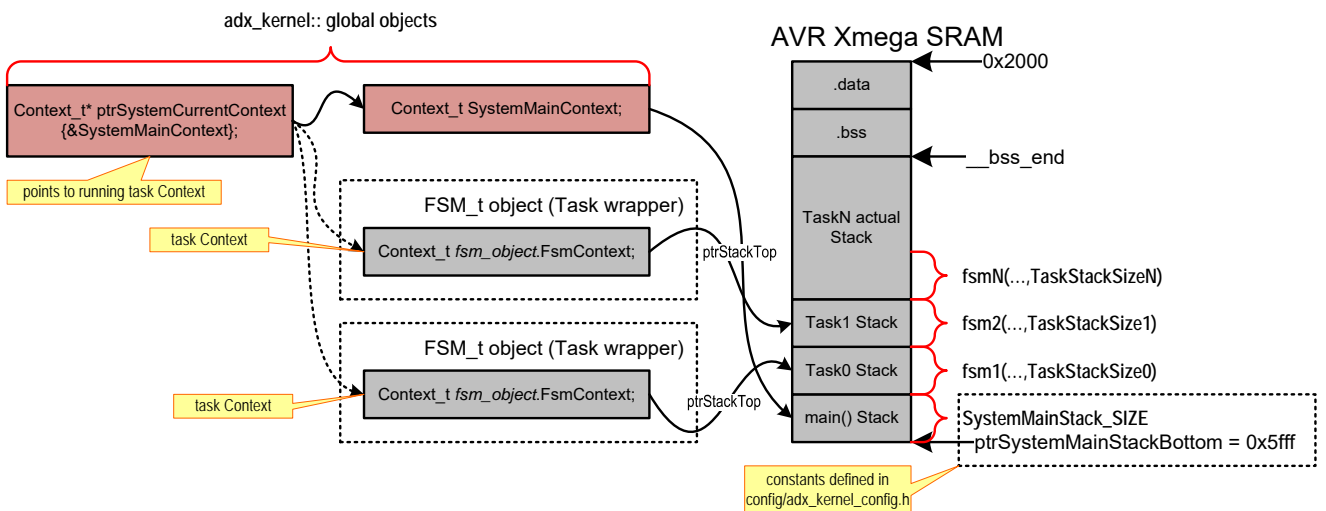 adx_kernel:: global objects
AVR Xmega SRAM
0x2000
Context_t* ptrSystemCurrentContext
{&SystemMainContext};
Context_t SystemMainContext;
.data
.bss
__bss_end
points to running task Context
FSM_t object (Task wrapper)
task Context
Context_t fsm_object.FsmContext;
ptrStackTop
TaskN actual
Stack
fsmN(...,TaskStackSizeN)
Task1 Stack
fsm2(...,TaskStackSize1)
FSM_t object (Task wrapper)
Task0 Stack
fsm1(...,TaskStackSize0)
task Context
Context_t fsm_object.FsmContext;
ptrStackTop
main() Stack
SystemMainStack_SIZE
ptrSystemMainStackBottom = 0x5fff
constants defined in
config/adx_kernel_config.h